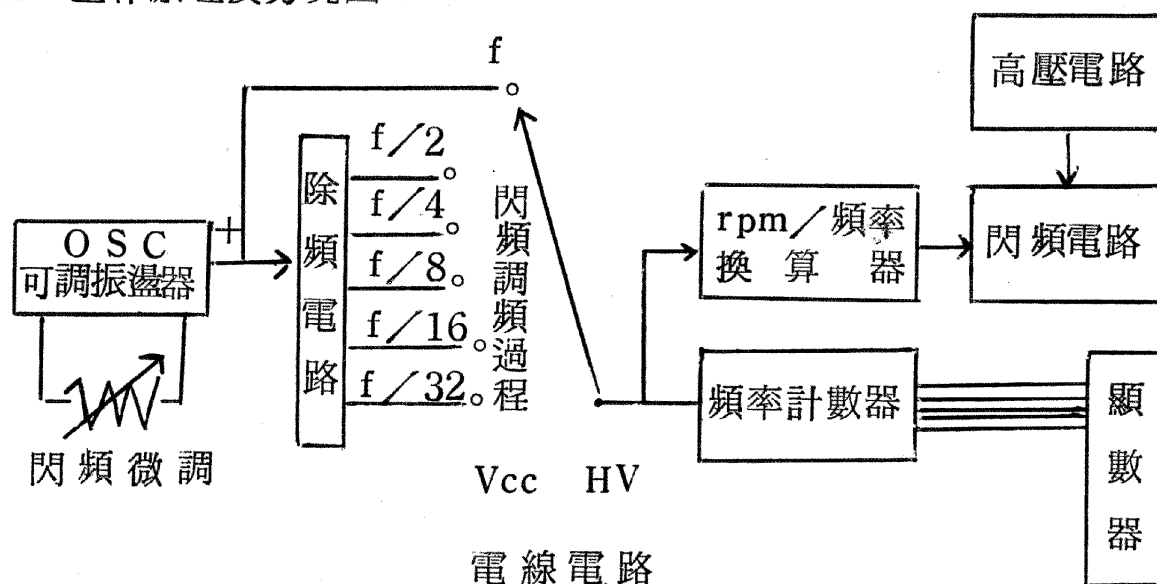 f
高壓電路
f/2
f/4
f/8
f/16
f/32
除頻電路
閃頻調頻過程
OSC
可調振盪器
+
閃頻微調
rpm/頻率
換算器
閃頻電路
頻率計數器
顯數器
Vcc HV
電線電路